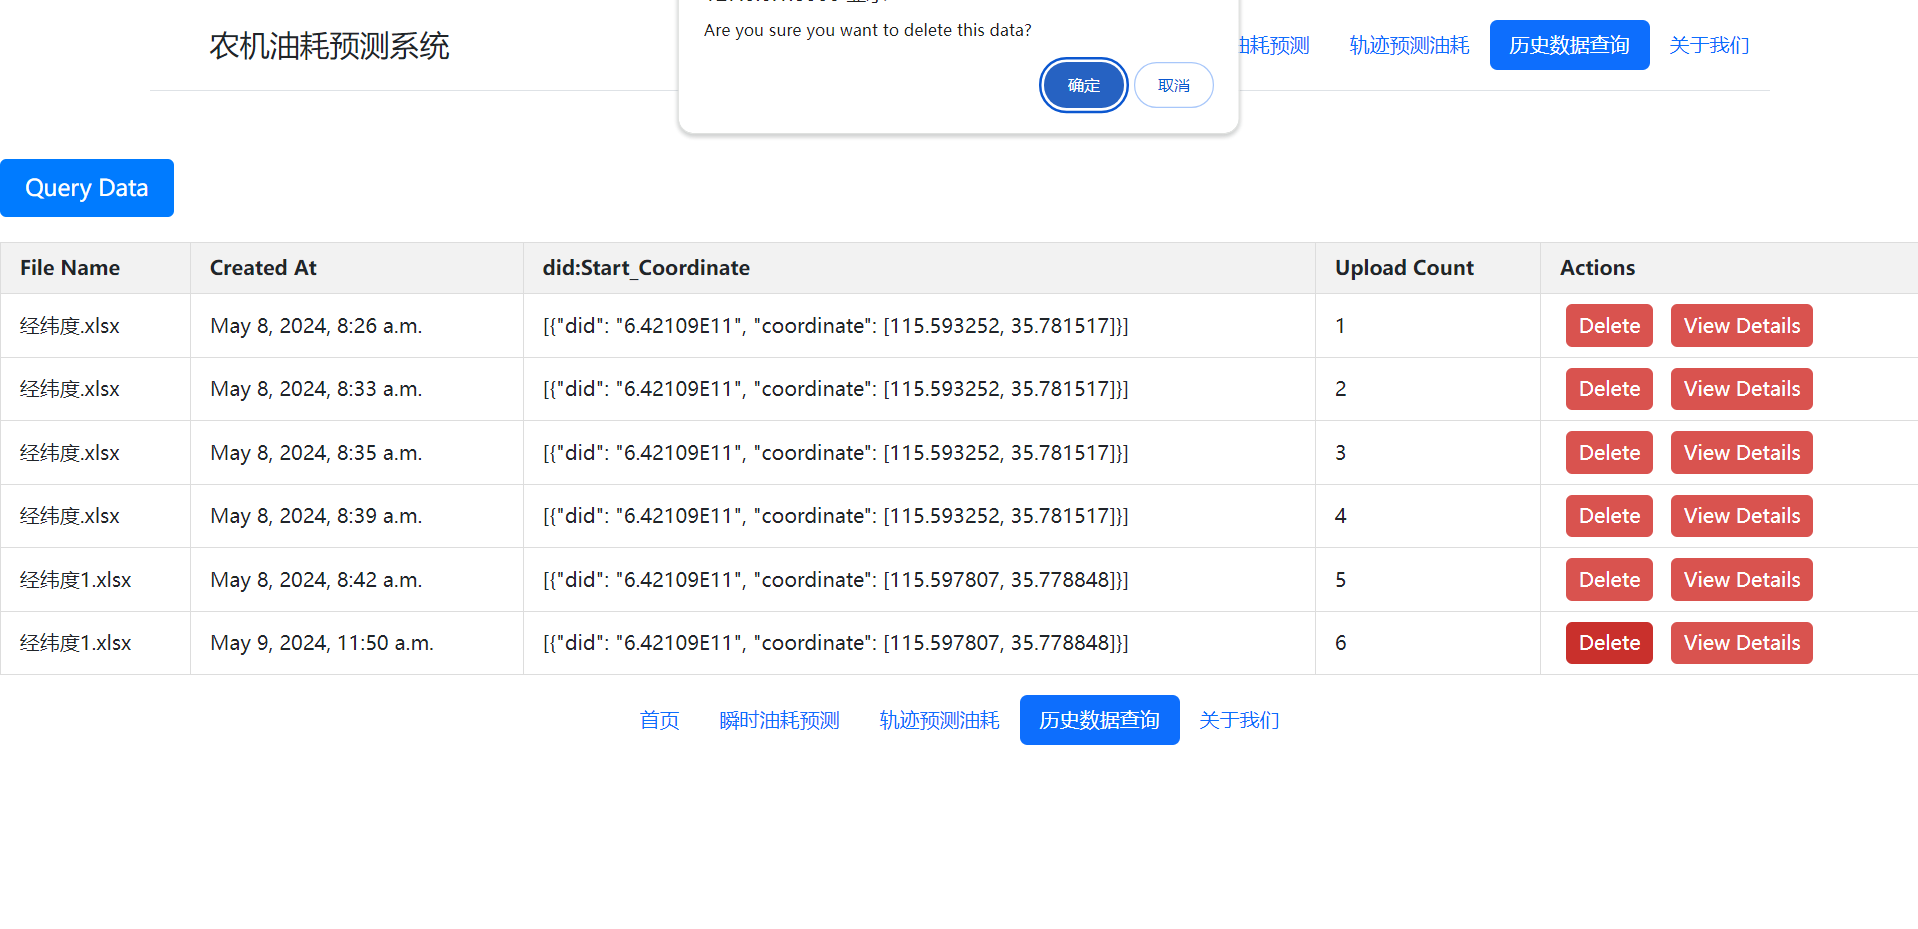 农机油耗预测系统
Are you sure you want to delete this data?
确定 取消
油耗预测 轨迹预测油耗 历史数据查询 关于我们
Query Data
File Name Created At did:Start_Coordinate Upload Count Actions
经纬度.xlsx May 8, 2024, 8:26 a.m. [{"did": "6.42109E11", "coordinate": [115.593252, 35.781517]}] 1 Delete View Details
经纬度.xlsx May 8, 2024, 8:33 a.m. [{"did": "6.42109E11", "coordinate": [115.593252, 35.781517]}] 2 Delete View Details
经纬度.xlsx May 8, 2024, 8:35 a.m. [{"did": "6.42109E11", "coordinate": [115.593252, 35.781517]}] 3 Delete View Details
经纬度.xlsx May 8, 2024, 8:39 a.m. [{"did": "6.42109E11", "coordinate": [115.593252, 35.781517]}] 4 Delete View Details
经纬度1.xlsx May 8, 2024, 8:42 a.m. [{"did": "6.42109E11", "coordinate": [115.597807, 35.778848]}] 5 Delete View Details
经纬度1.xlsx May 9, 2024, 11:50 a.m. [{"did": "6.42109E11", "coordinate": [115.597807, 35.778848]}] 6 Delete View Details
首页 瞬时油耗预测 轨迹预测油耗 历史数据查询 关于我们